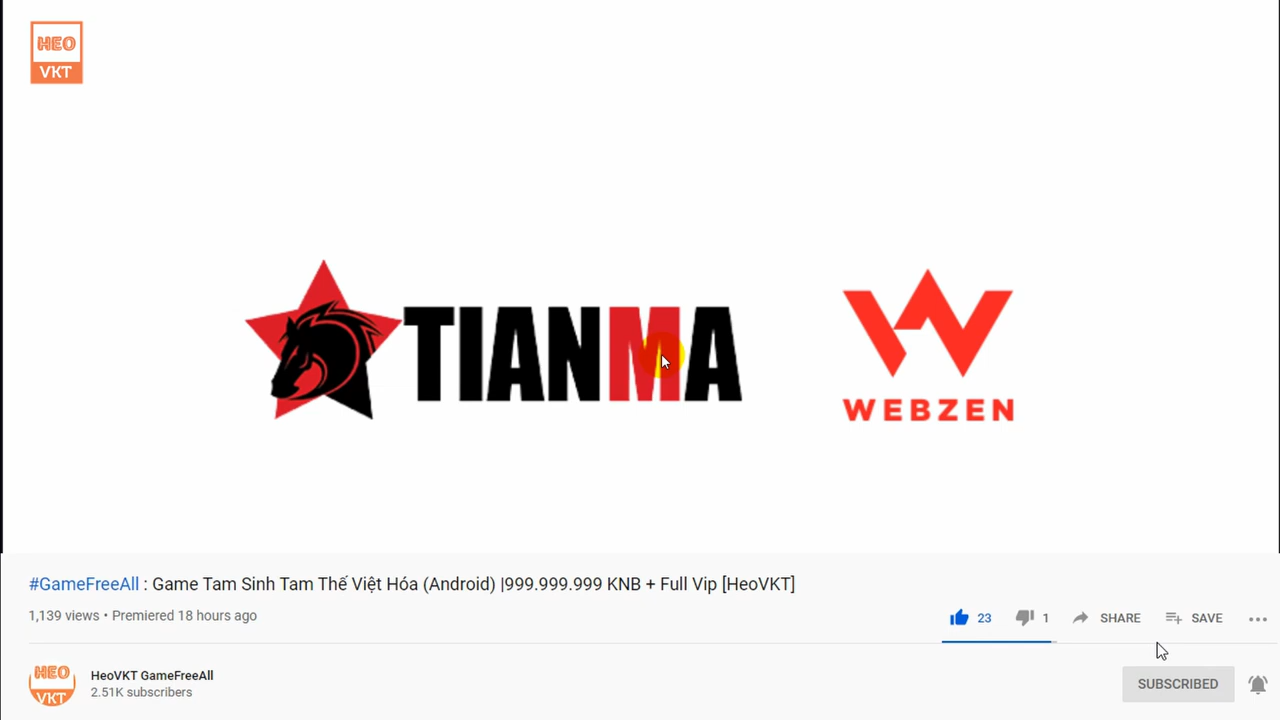 HEO
VKT
TIANMA
WEBZEN
#GameFreeAll : Game Tam Sinh Tam Thế Việt Hóa (Android) |999.999.999 KNB + Full Vip [HeoVKT]
1,139 views • Premiered 18 hours ago
23
1
SHARE
SAVE
HEO
VKT
HeoVKT GameFreeAll
2.51K subscribers
SUBSCRIBED